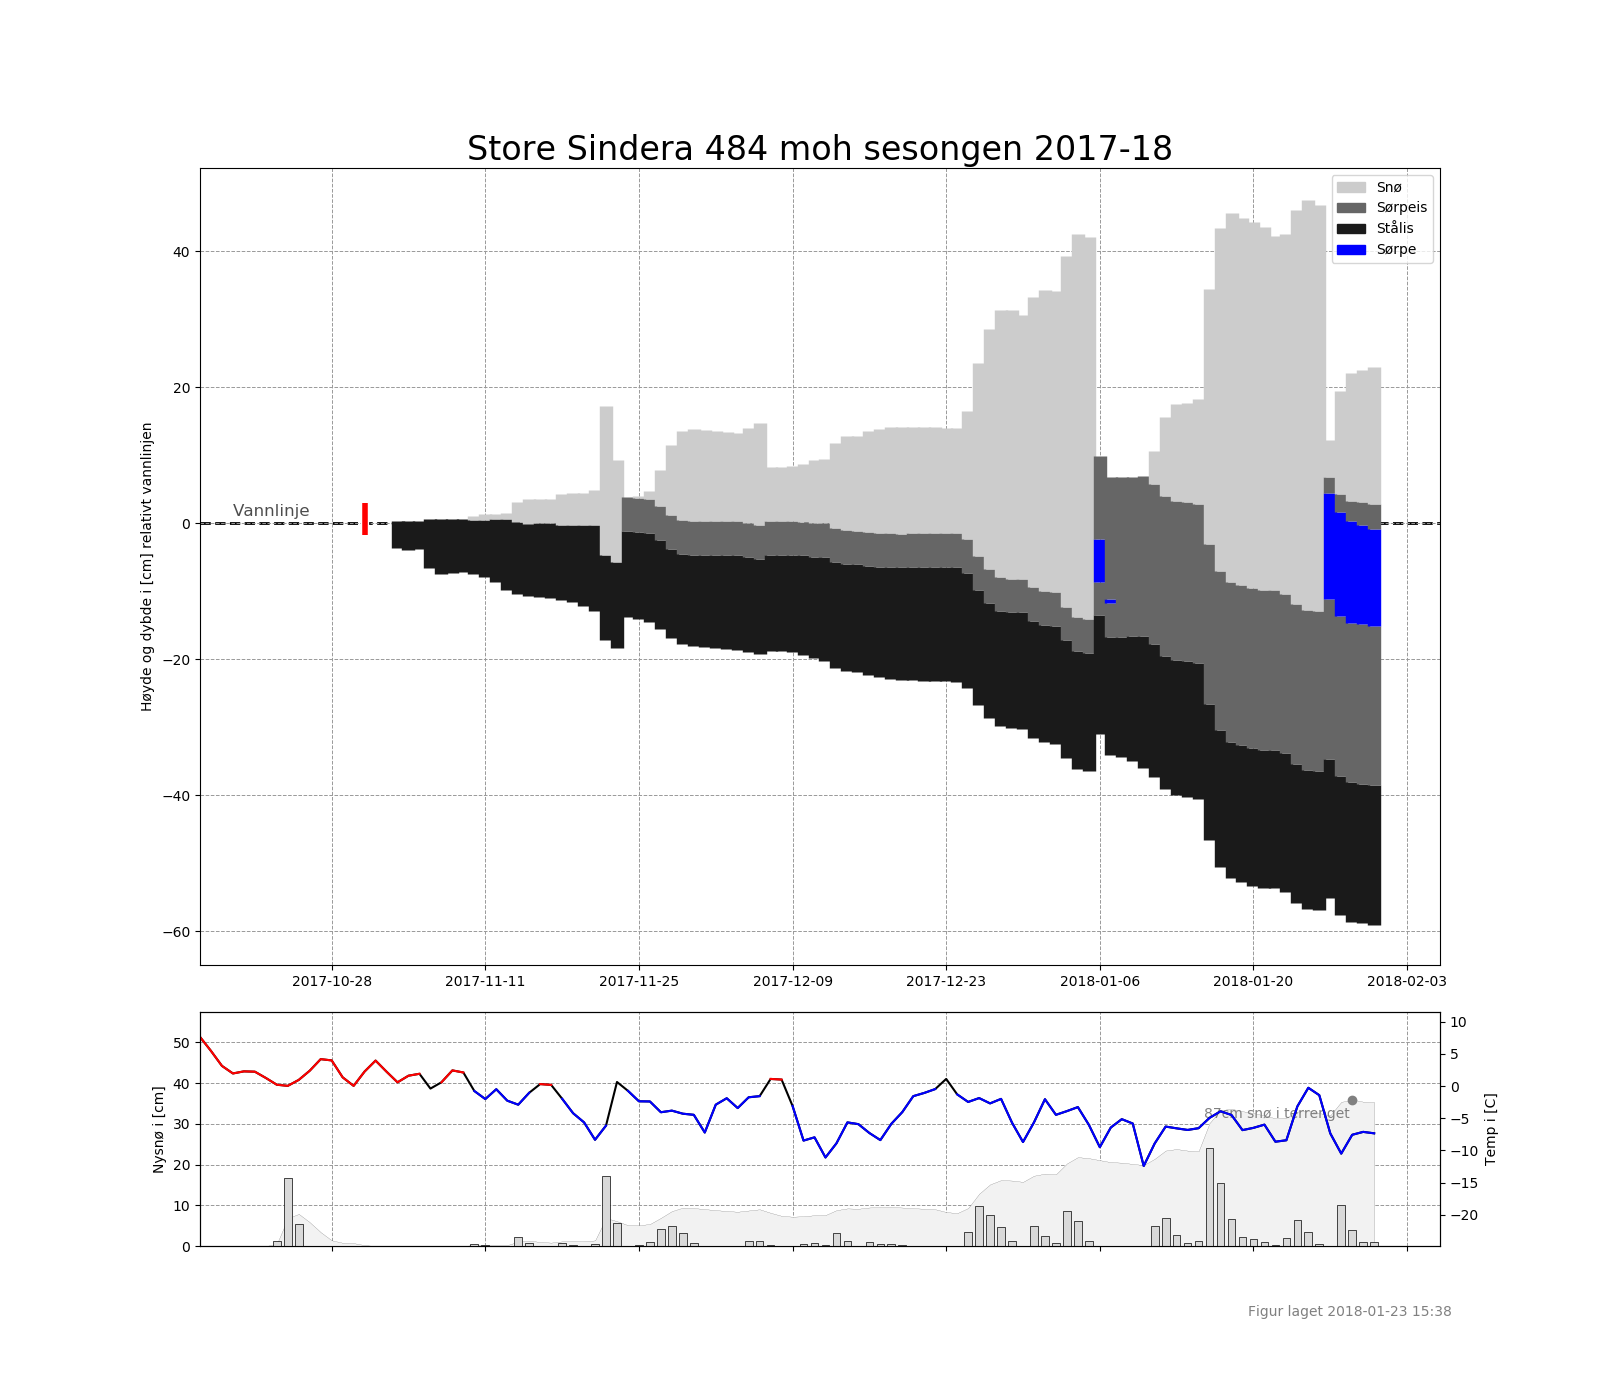 Store Sindera 484 moh sesongen 2017-18
Snø
Sørpeis
Stålis
Sørpe
Vannlinje
Høyde og dybde i [cm] relativt vannlinjen
40
20
0
−20
−40
−60
2017-10-28 2017-11-11 2017-11-25 2017-12-09 2017-12-23 2018-01-06 2018-01-20 2018-02-03
Nysnø i [cm]
50
40
30
20
10
0
87cm snø i terrenget
10
5
0
−5
−10
−15
−20
Temp i [C]
Figur laget 2018-01-23 15:38